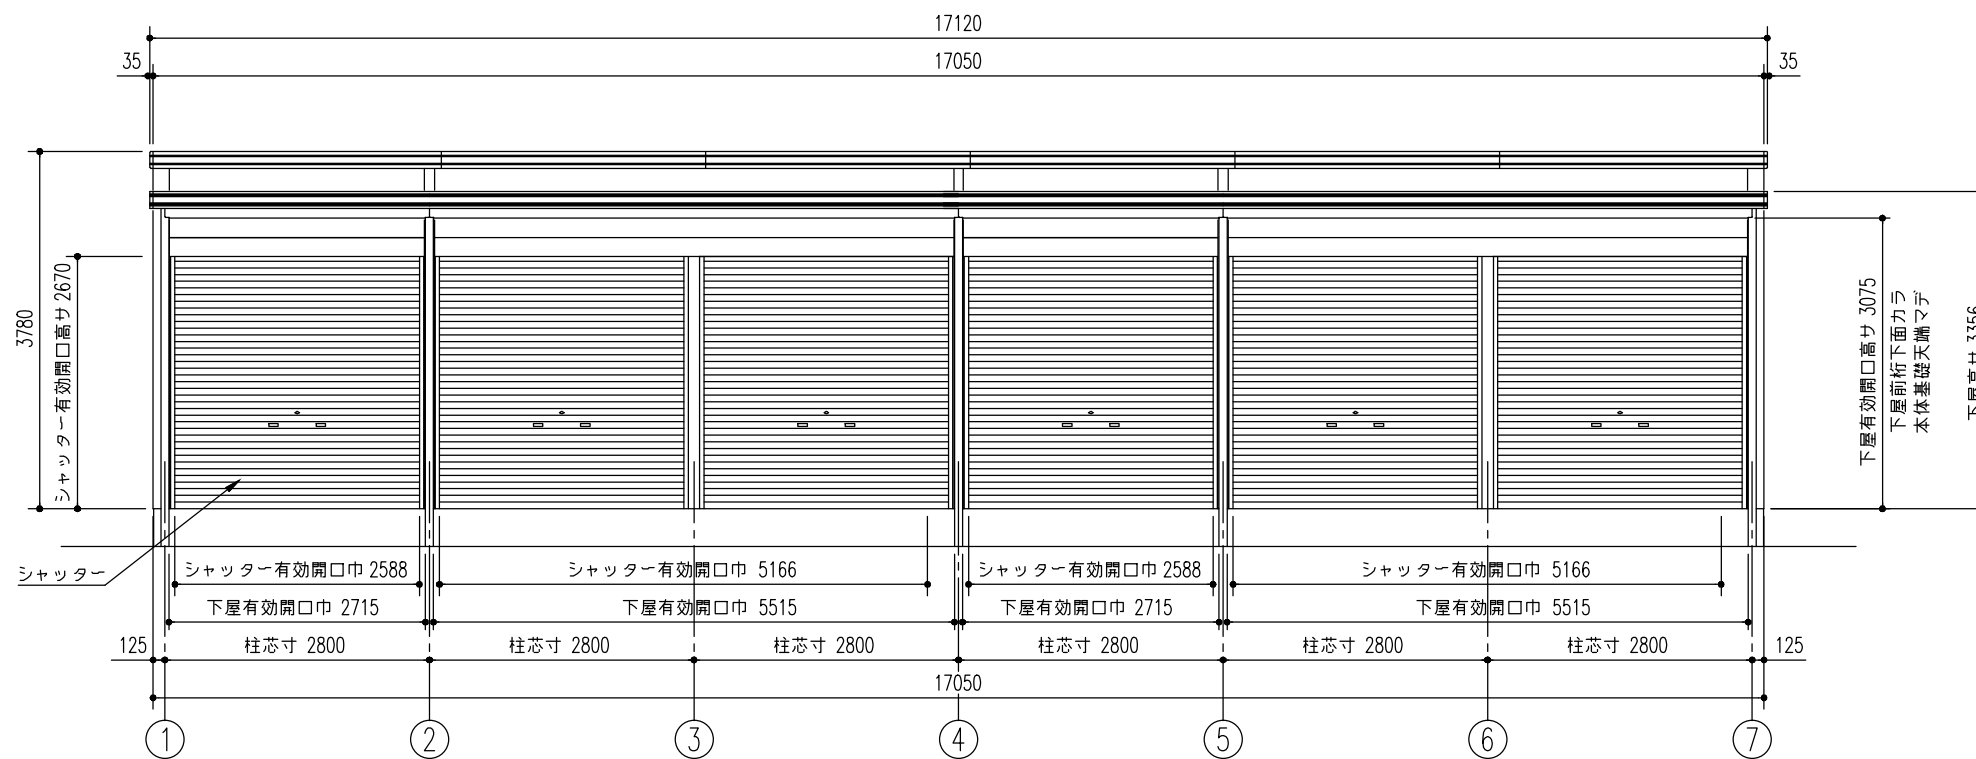 17120
35
17050
35
3780
シャッター有効開口高サ 2670
下屋有効開口高サ 3075
下屋前桁下面カラ
本体基礎天端マデ
下屋高サ 3356
シャッター
シャッター有効開口巾 2588
シャッター有効開口巾 5166
シャッター有効開口巾 2588
シャッター有効開口巾 5166
下屋有効開口巾 2715
下屋有効開口巾 5515
下屋有効開口巾 2715
下屋有効開口巾 5515
125
柱芯寸 2800
柱芯寸 2800
柱芯寸 2800
柱芯寸 2800
柱芯寸 2800
柱芯寸 2800
125
17050
1
2
3
4
5
6
7